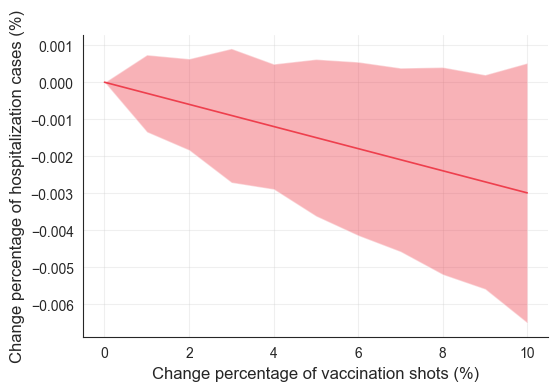 Change percentage of hospitalization cases (%)
0.001
0.000
−0.001
−0.002
−0.003
−0.004
−0.005
−0.006
0 2 4 6 8 10
Change percentage of vaccination shots (%)